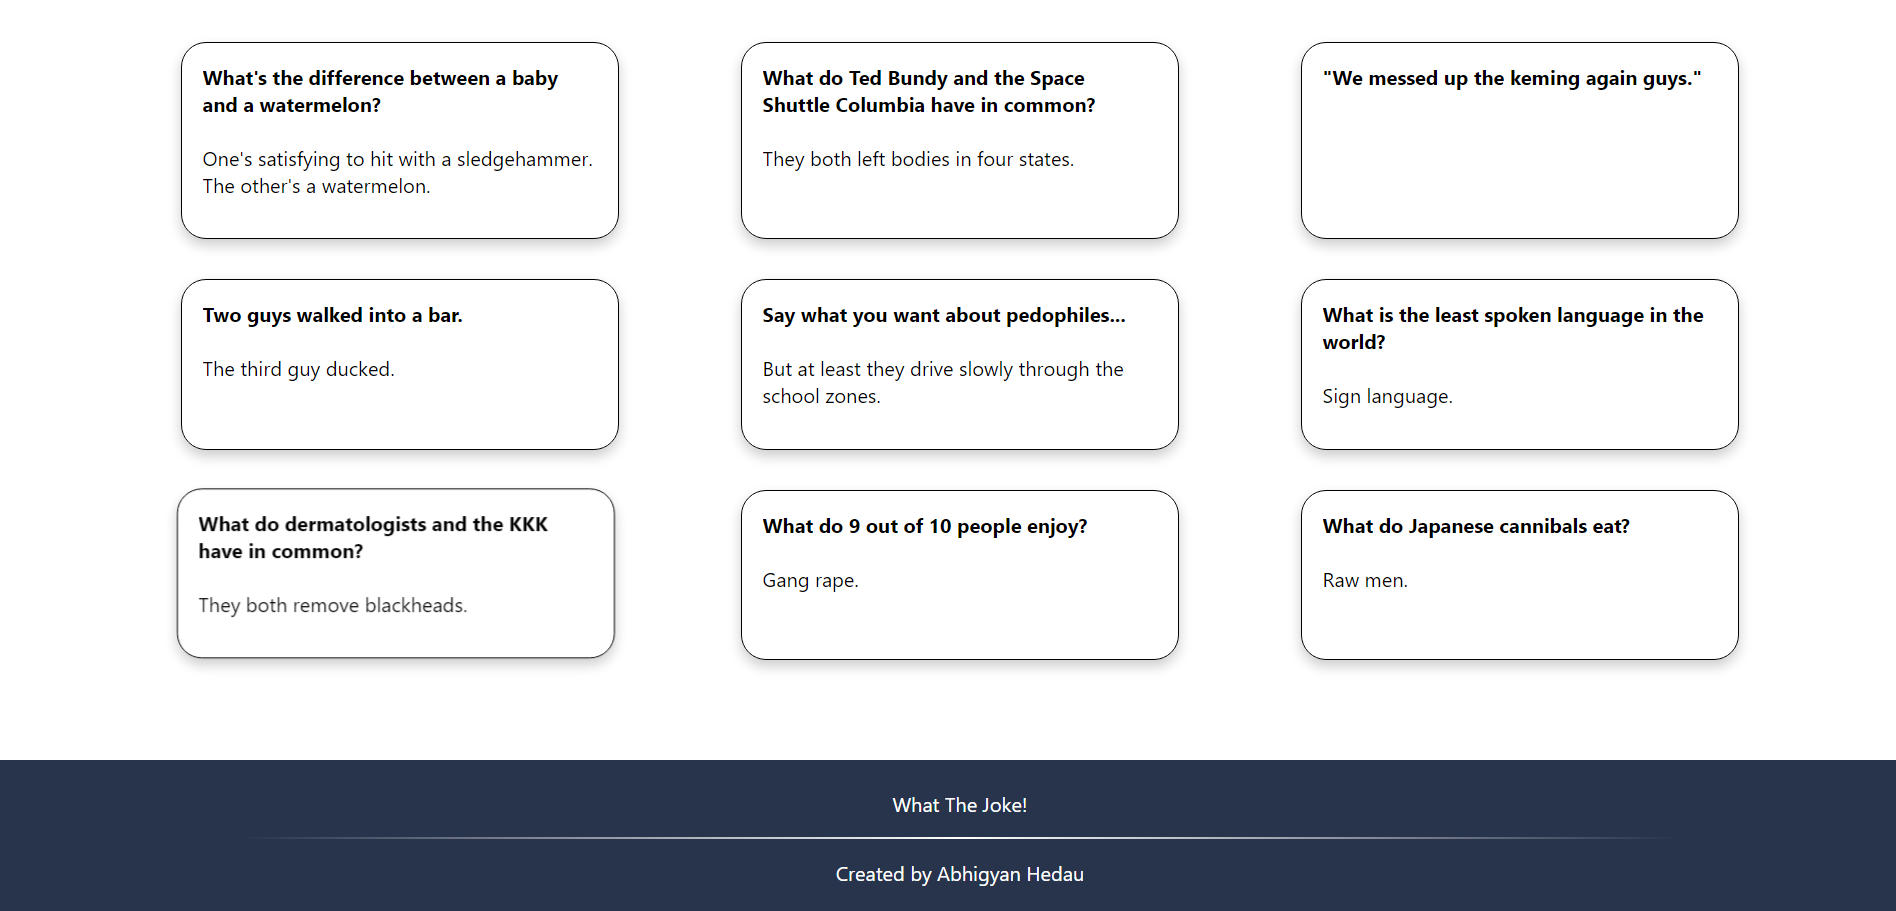 What's the difference between a baby
and a watermelon?
One's satisfying to hit with a sledgehammer.
The other's a watermelon.
What do Ted Bundy and the Space
Shuttle Columbia have in common?
They both left bodies in four states.
"We messed up the keming again guys."
Two guys walked into a bar.
The third guy ducked.
Say what you want about pedophiles...
But at least they drive slowly through the
school zones.
What is the least spoken language in the
world?
Sign language.
What do dermatologists and the KKK
have in common?
They both remove blackheads.
What do 9 out of 10 people enjoy?
Gang rape.
What do Japanese cannibals eat?
Raw men.
What The Joke!
Created by Abhigyan Hedau